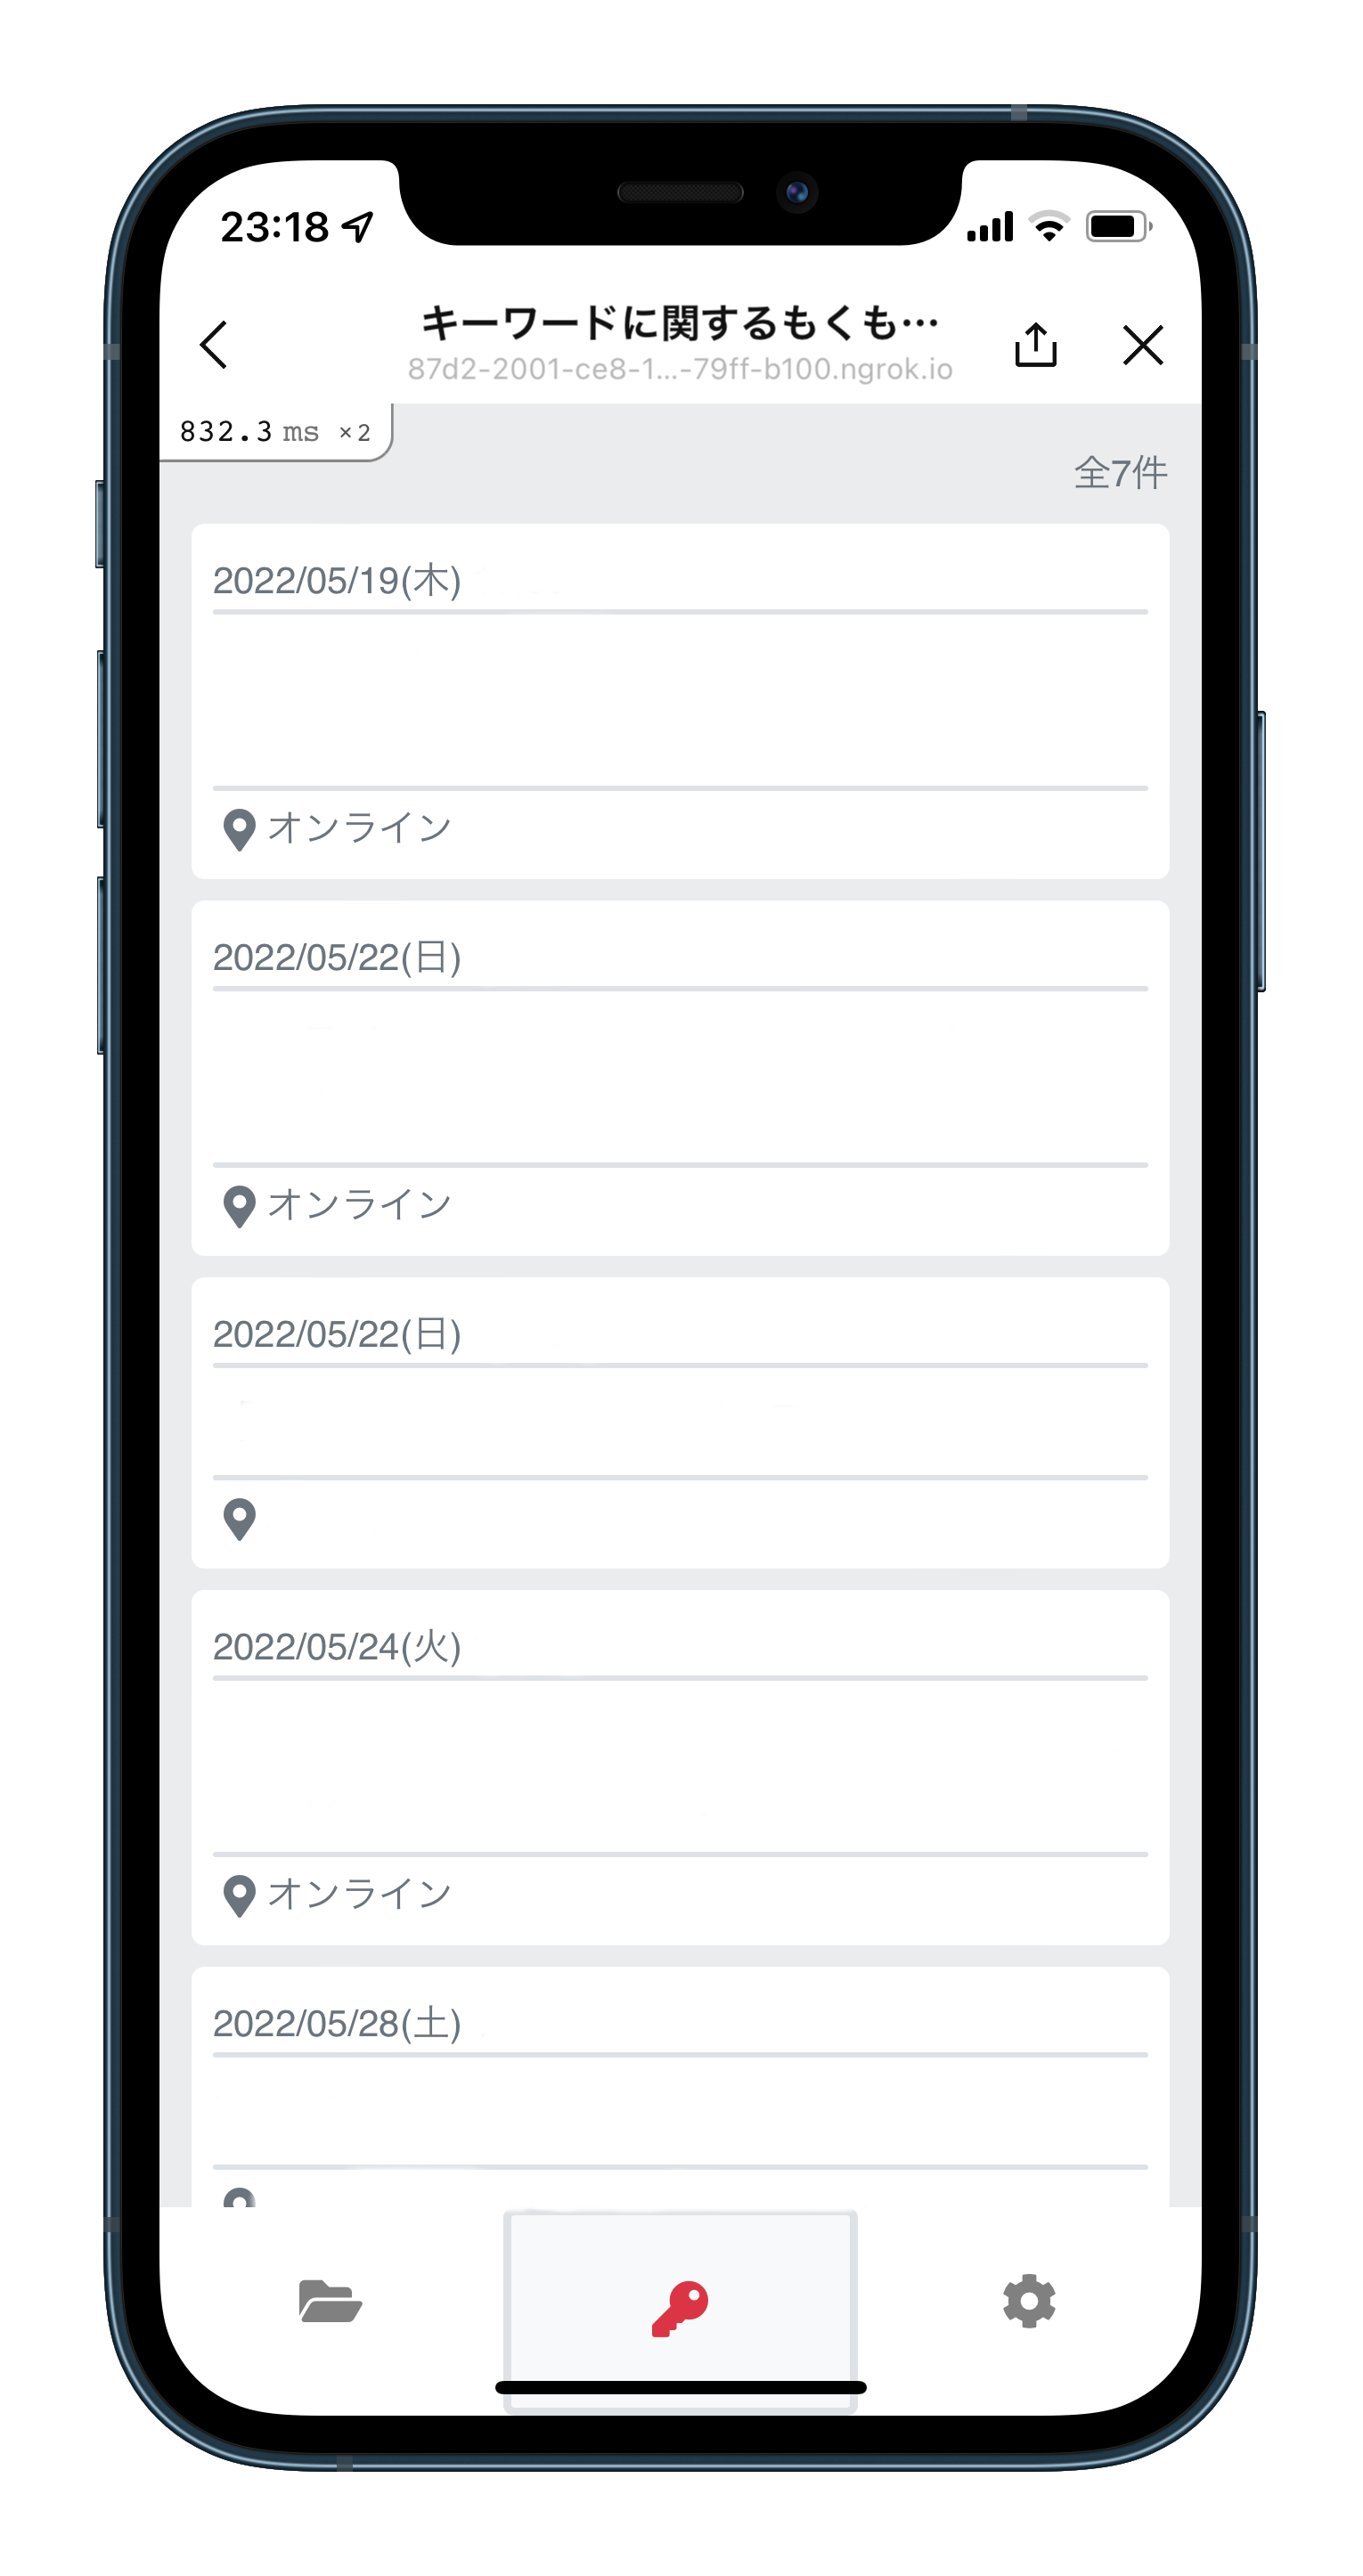 23:18
キーワードに関するもくも…
87d2-2001-ce8-1...-79ff-b100.ngrok.io
832.3 ms ×2
全7件
2022/05/19(木)
オンライン
2022/05/22(日)
オンライン
2022/05/22(日)
2022/05/24(火)
オンライン
2022/05/28(土)